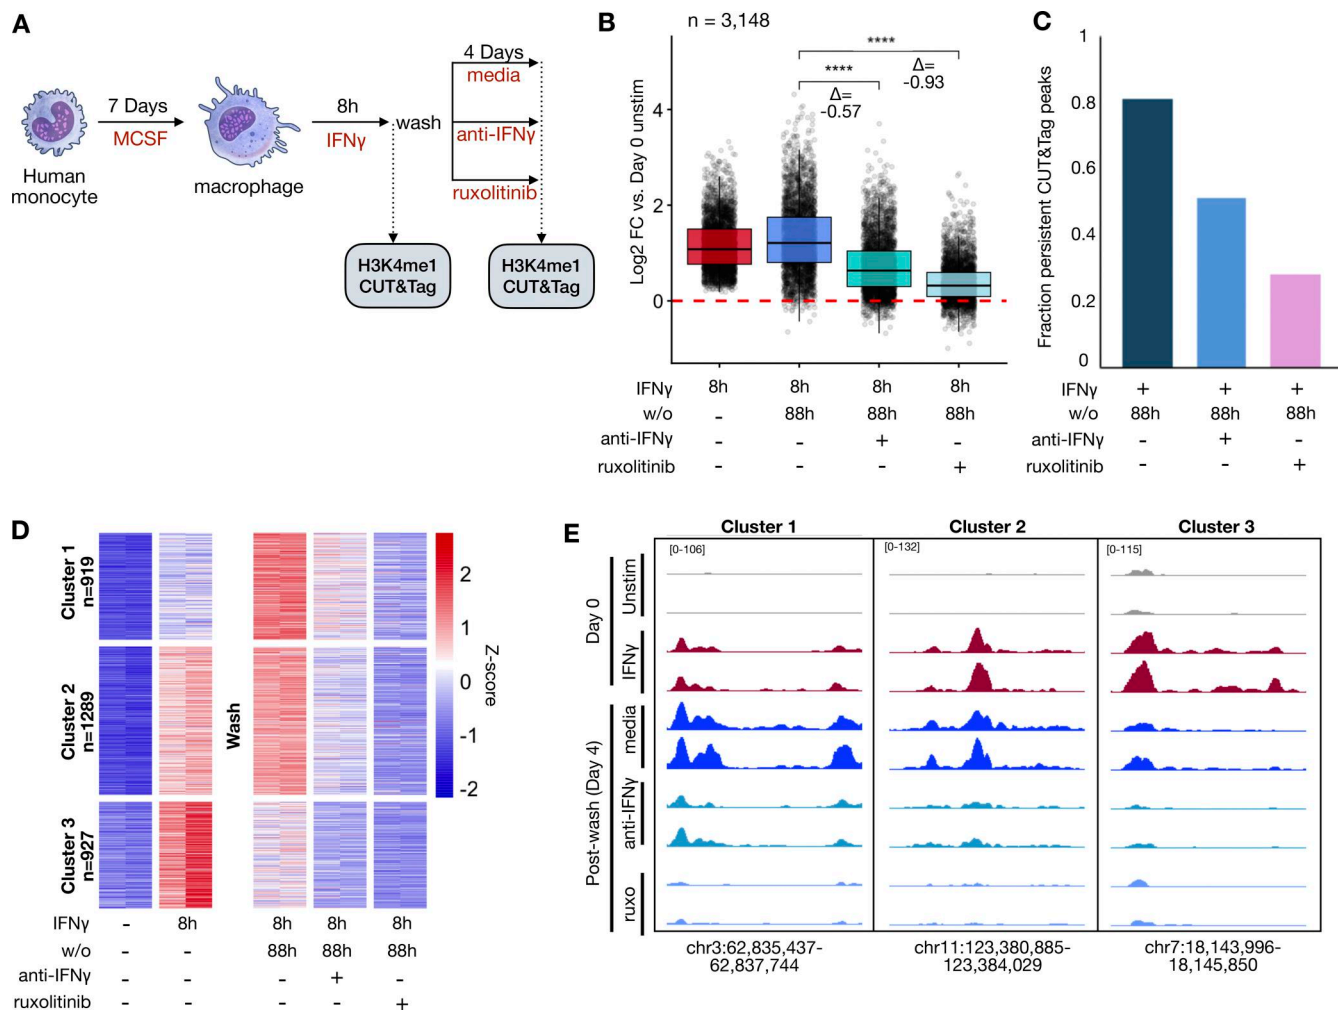 A
7 Days
MCSF
Human
monocyte
macrophage
8h
IFNγ
wash
4 Days
media
anti-IFNγ
ruxolitinib
H3K4me1
CUT&Tag
H3K4me1
CUT&Tag
B
n = 3,148
****
****
Δ=
-0.93
Δ=
-0.57
Log2 FC vs. Day 0 unstim
4
2
0
IFNγ 8h 8h 8h 8h
w/o - 88h 88h 88h
anti-IFNγ - - + -
ruxolitinib - - - +
C
Fraction persistent CUT&Tag peaks
1
0.8
0.6
0.4
0.2
0
IFNγ + + +
w/o 88h 88h 88h
anti-IFNγ - + -
ruxolitinib - - +
D
Cluster 1
n=919
Cluster 2
n=1289
Cluster 3
n=927
Wash
2
1
0
-1
-2
Z-score
IFNγ - 8h 8h 8h 8h
w/o - - 88h 88h 88h
anti-IFNγ - - - + -
ruxolitinib - - - - +
E
Cluster 1 Cluster 2 Cluster 3
[0-106] [0-132] [0-115]
Day 0
Unstim
IFNγ
Post-wash (Day 4)
media
anti-IFNγ
ruxo
chr3:62,835,437-
62,837,744
chr11:123,380,885-
123,384,029
chr7:18,143,996-
18,145,850